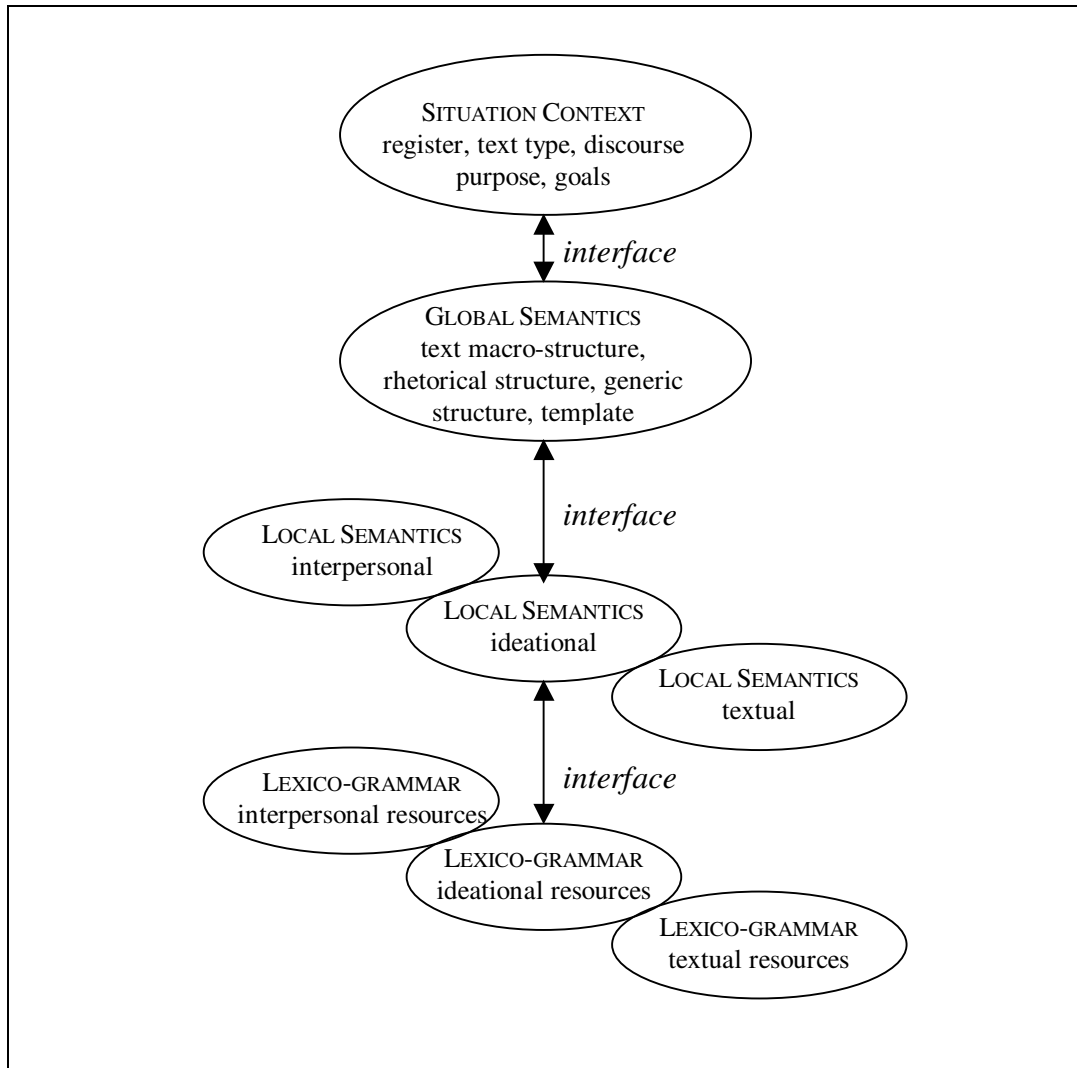 SITUATION CONTEXT
register, text type, discourse
purpose, goals
interface
GLOBAL SEMANTICS
text macro-structure,
rhetorical structure, generic
structure, template
interface
LOCAL SEMANTICS
interpersonal
LOCAL SEMANTICS
ideational
LOCAL SEMANTICS
textual
interface
LEXICO-GRAMMAR
interpersonal resources
LEXICO-GRAMMAR
ideational resources
LEXICO-GRAMMAR
textual resources